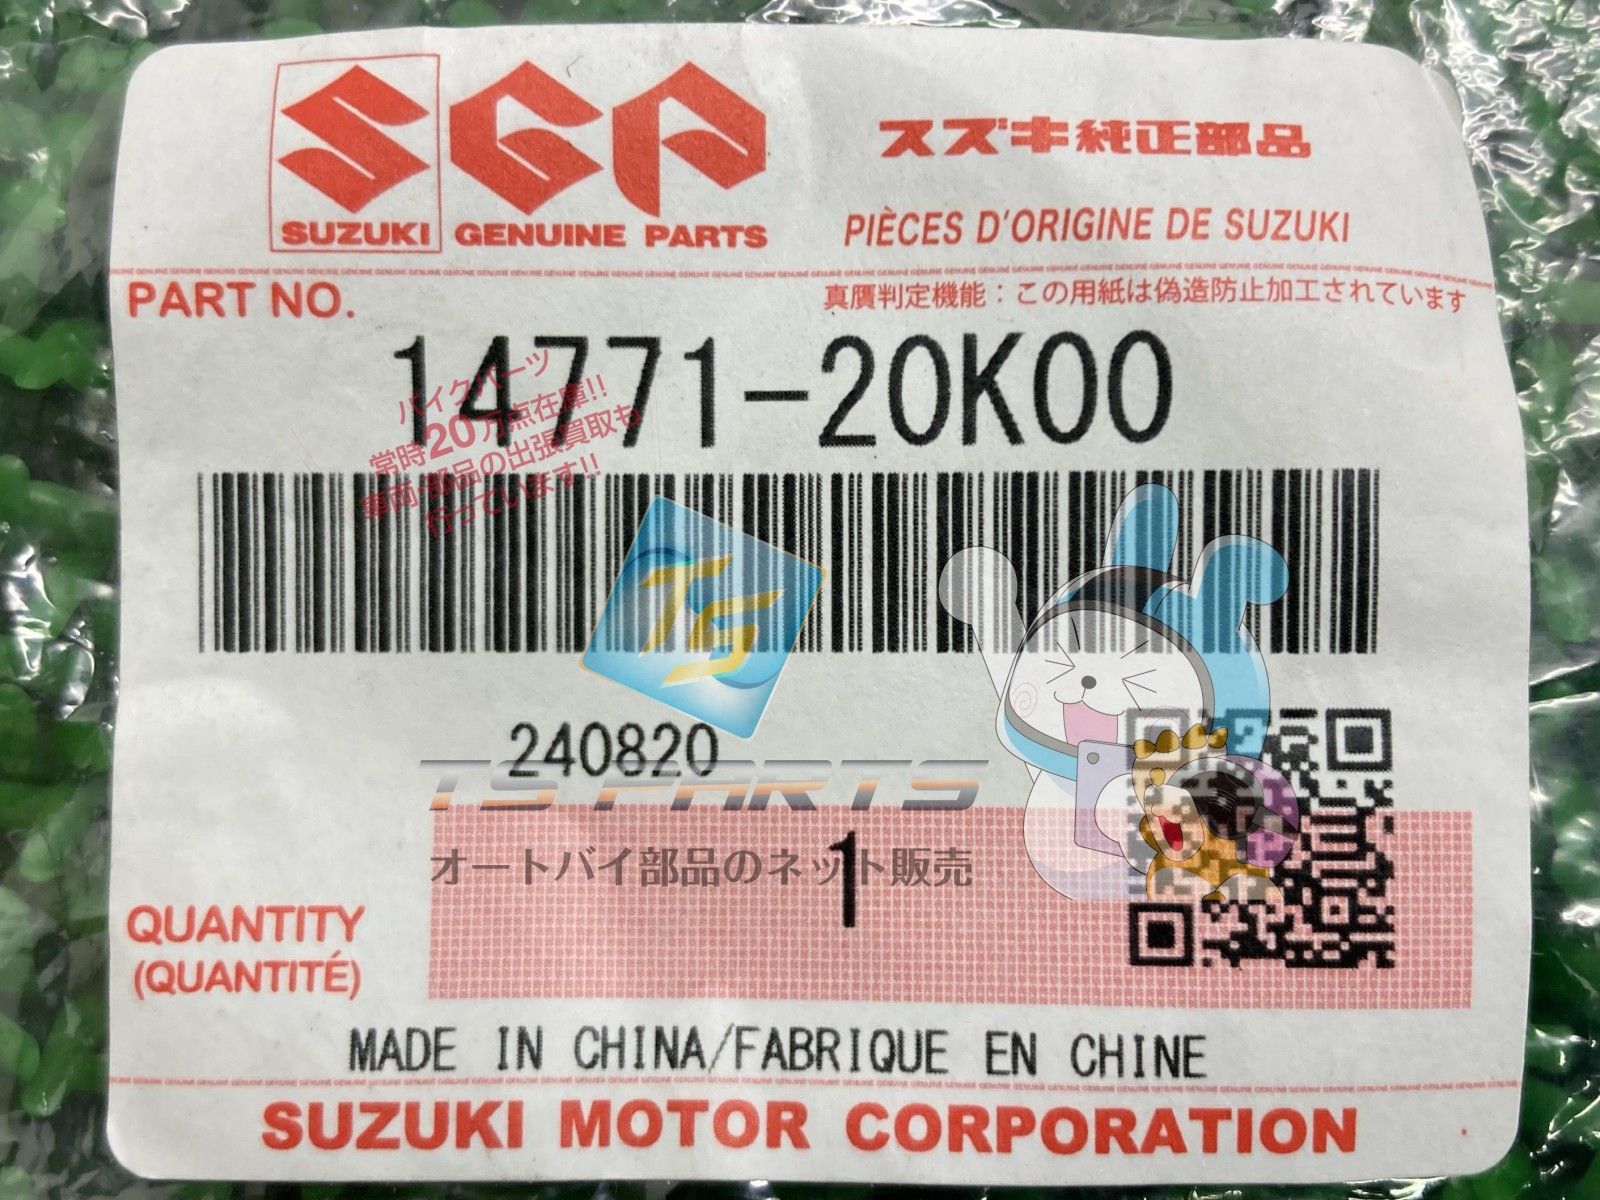 SGP
スズキ純正部品
SUZUKI GENUINE PARTS
PIÈCES D'ORIGINE DE SUZUKI
PART NO.
真贋判定機能：この用紙は偽造防止加工されています
14771-20K00
バイクパーツ
常時20万点在庫!!
車両・部品の出張買取も
行っています!!
TS
240820
TS PARTS
オートバイ部品のネット販売
1
QUANTITY
(QUANTITÉ)
MADE IN CHINA/FABRIQUE EN CHINE
SUZUKI MOTOR CORPORATION